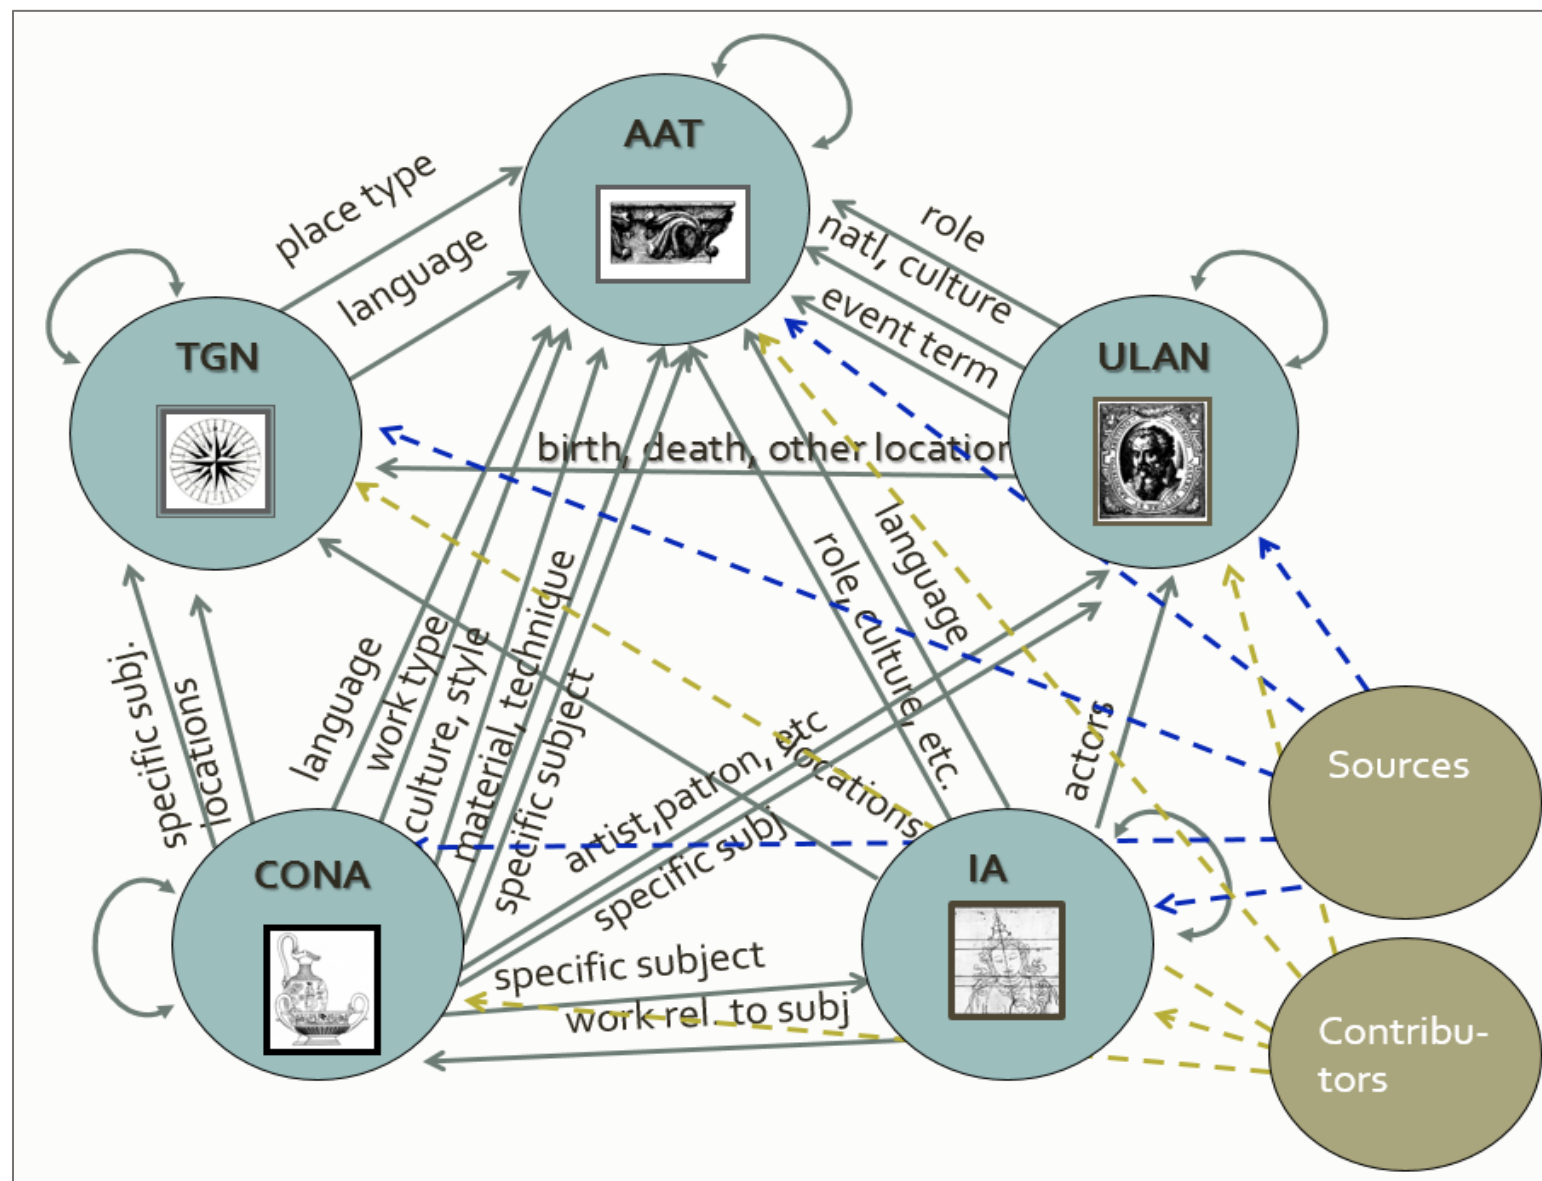 AAT
place type
language
role
natl, culture
event term
TGN
ULAN
birth, death, other location
language
role, culture, etc.
specific subj.
locations
language
work type
culture, style
material, technique
specific subject
artist, patron, etc
specific subj
locations
actors
Sources
CONA
IA
specific subject
work rel. to subj
Contribu-
tors